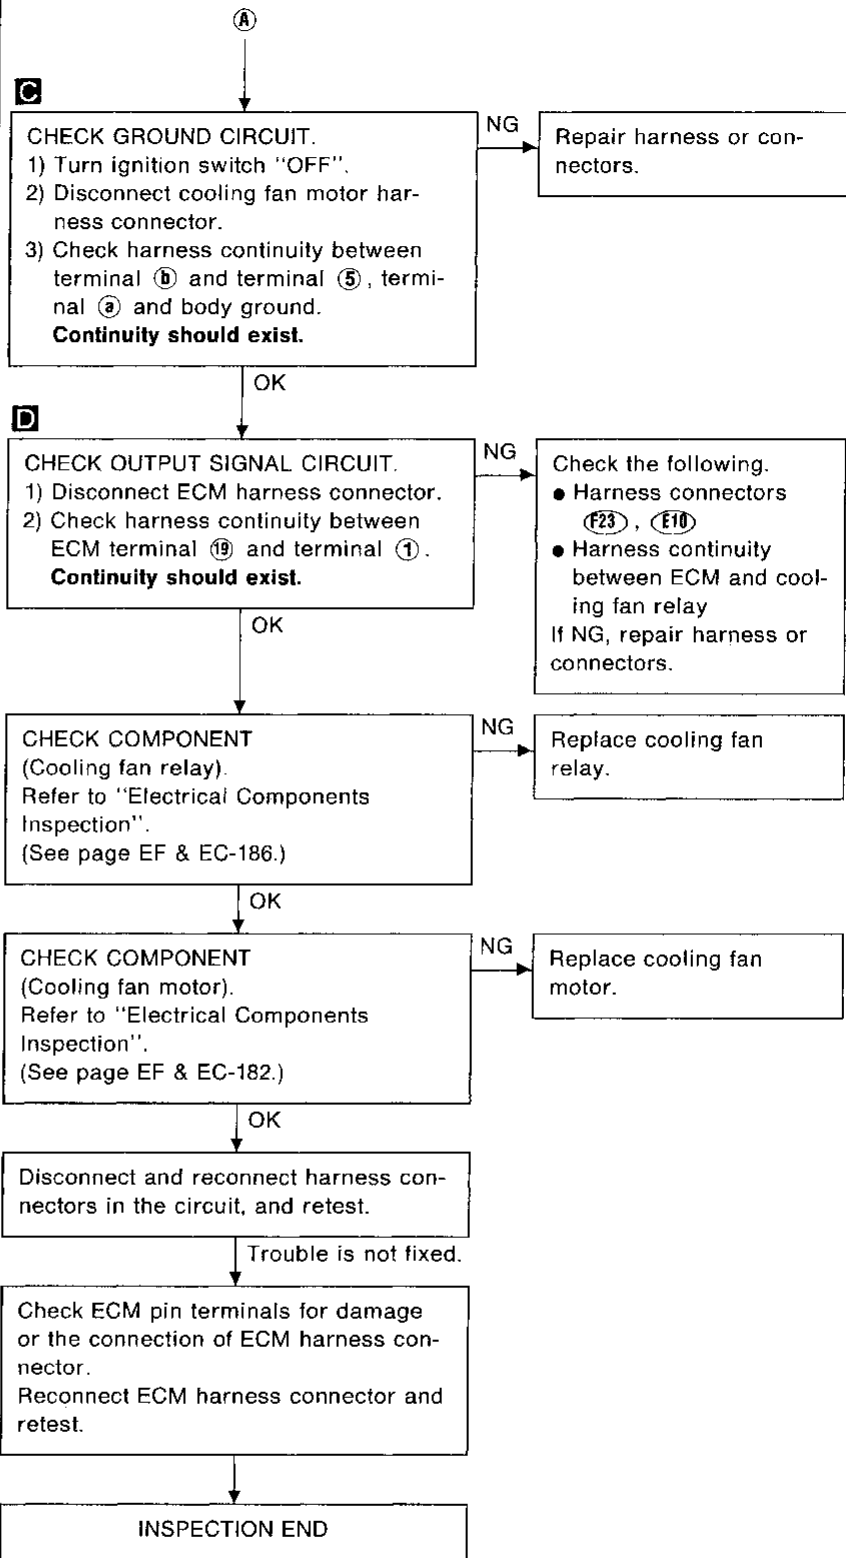 Ⓐ
C
CHECK GROUND CIRCUIT.
1) Turn ignition switch "OFF".
2) Disconnect cooling fan motor har-
ness connector.
3) Check harness continuity between
terminal ⓑ and terminal ⑤, termi-
nal ⓐ and body ground.
Continuity should exist.
NG
Repair harness or con-
nectors.
OK
D
CHECK OUTPUT SIGNAL CIRCUIT.
1) Disconnect ECM harness connector.
2) Check harness continuity between
ECM terminal ⑲ and terminal ①.
Continuity should exist.
NG
Check the following.
● Harness connectors
F23, E10
● Harness continuity
between ECM and cool-
ing fan relay
If NG, repair harness or
connectors.
OK
CHECK COMPONENT
(Cooling fan relay).
Refer to "Electrical Components
Inspection".
(See page EF & EC-186.)
NG
Replace cooling fan
relay.
OK
CHECK COMPONENT
(Cooling fan motor).
Refer to "Electrical Components
Inspection".
(See page EF & EC-182.)
NG
Replace cooling fan
motor.
OK
Disconnect and reconnect harness con-
nectors in the circuit, and retest.
Trouble is not fixed.
Check ECM pin terminals for damage
or the connection of ECM harness con-
nector.
Reconnect ECM harness connector and
retest.
INSPECTION END